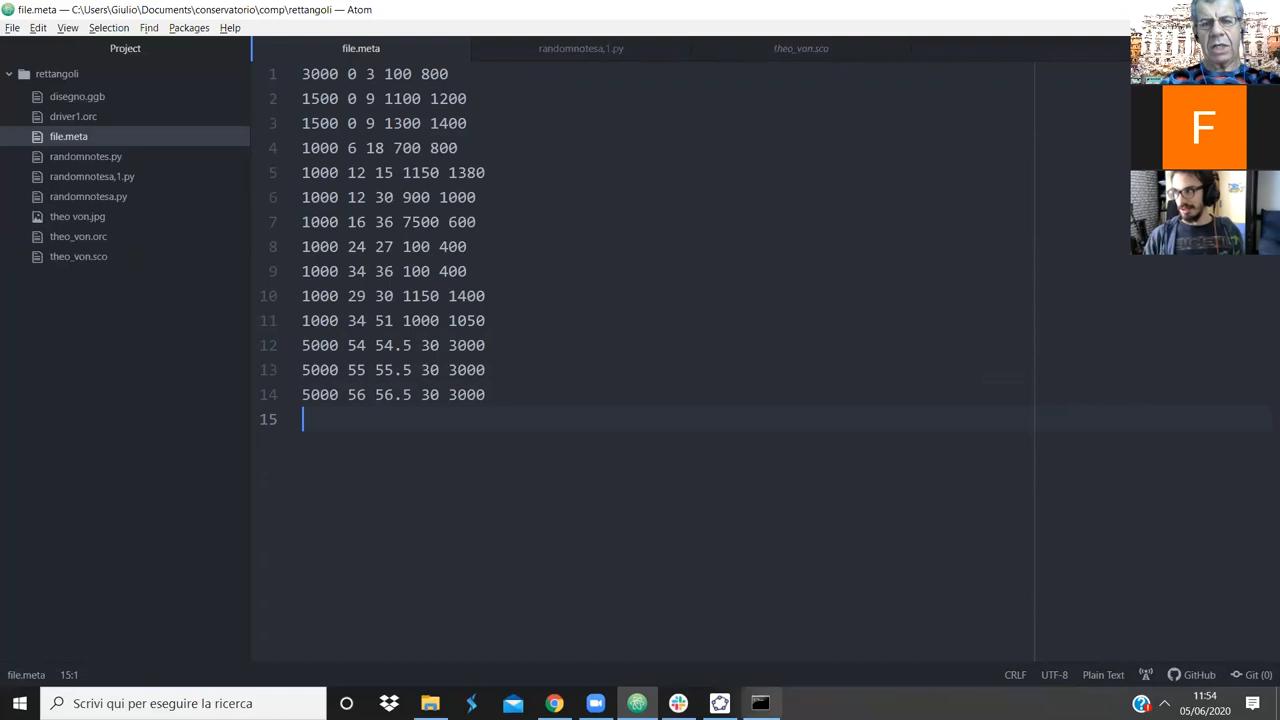 file.meta — C:\Users\Giulio\Documents\conservatorio\comp\rettangoli — Atom
File Edit View Selection Find Packages Help
Project
file.meta
randomnotesa,1.py
theo_von.sco
rettangoli
disegno.ggb
driver1.orc
file.meta
randomnotes.py
randomnotesa,1.py
randomnotesa.py
theo von.jpg
theo_von.orc
theo_von.sco
1 3000 0 3 100 800
2 1500 0 9 1100 1200
3 1500 0 9 1300 1400
4 1000 6 18 700 800
5 1000 12 15 1150 1380
6 1000 12 30 900 1000
7 1000 16 36 7500 600
8 1000 24 27 100 400
9 1000 34 36 100 400
10 1000 29 30 1150 1400
11 1000 34 51 1000 1050
12 5000 54 54.5 30 3000
13 5000 55 55.5 30 3000
14 5000 56 56.5 30 3000
15
F
file.meta 15:1 CRLF UTF-8 Plain Text GitHub Git (0)
Scrivi qui per eseguire la ricerca
11:54
05/06/2020